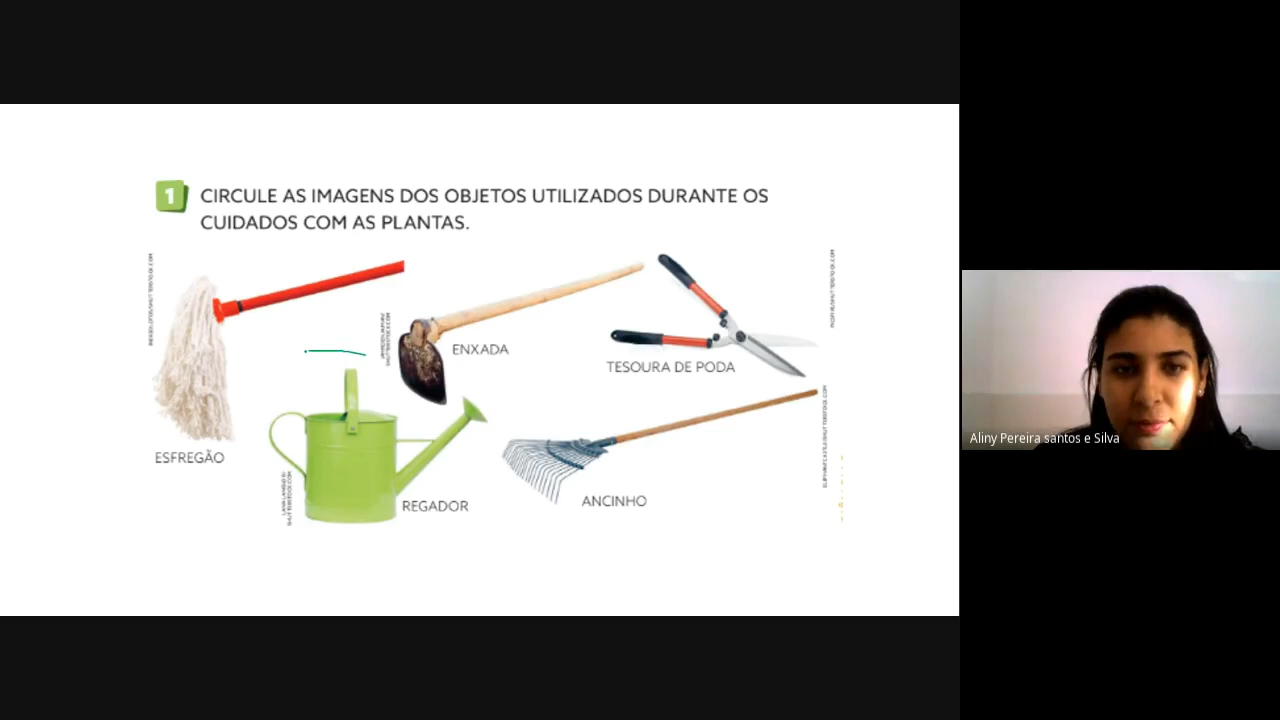 1 CIRCULE AS IMAGENS DOS OBJETOS UTILIZADOS DURANTE OS
CUIDADOS COM AS PLANTAS.
ENXADA
TESOURA DE PODA
ESFREGÃO
REGADOR
ANCINHO
Aliny Pereira santos e Silva